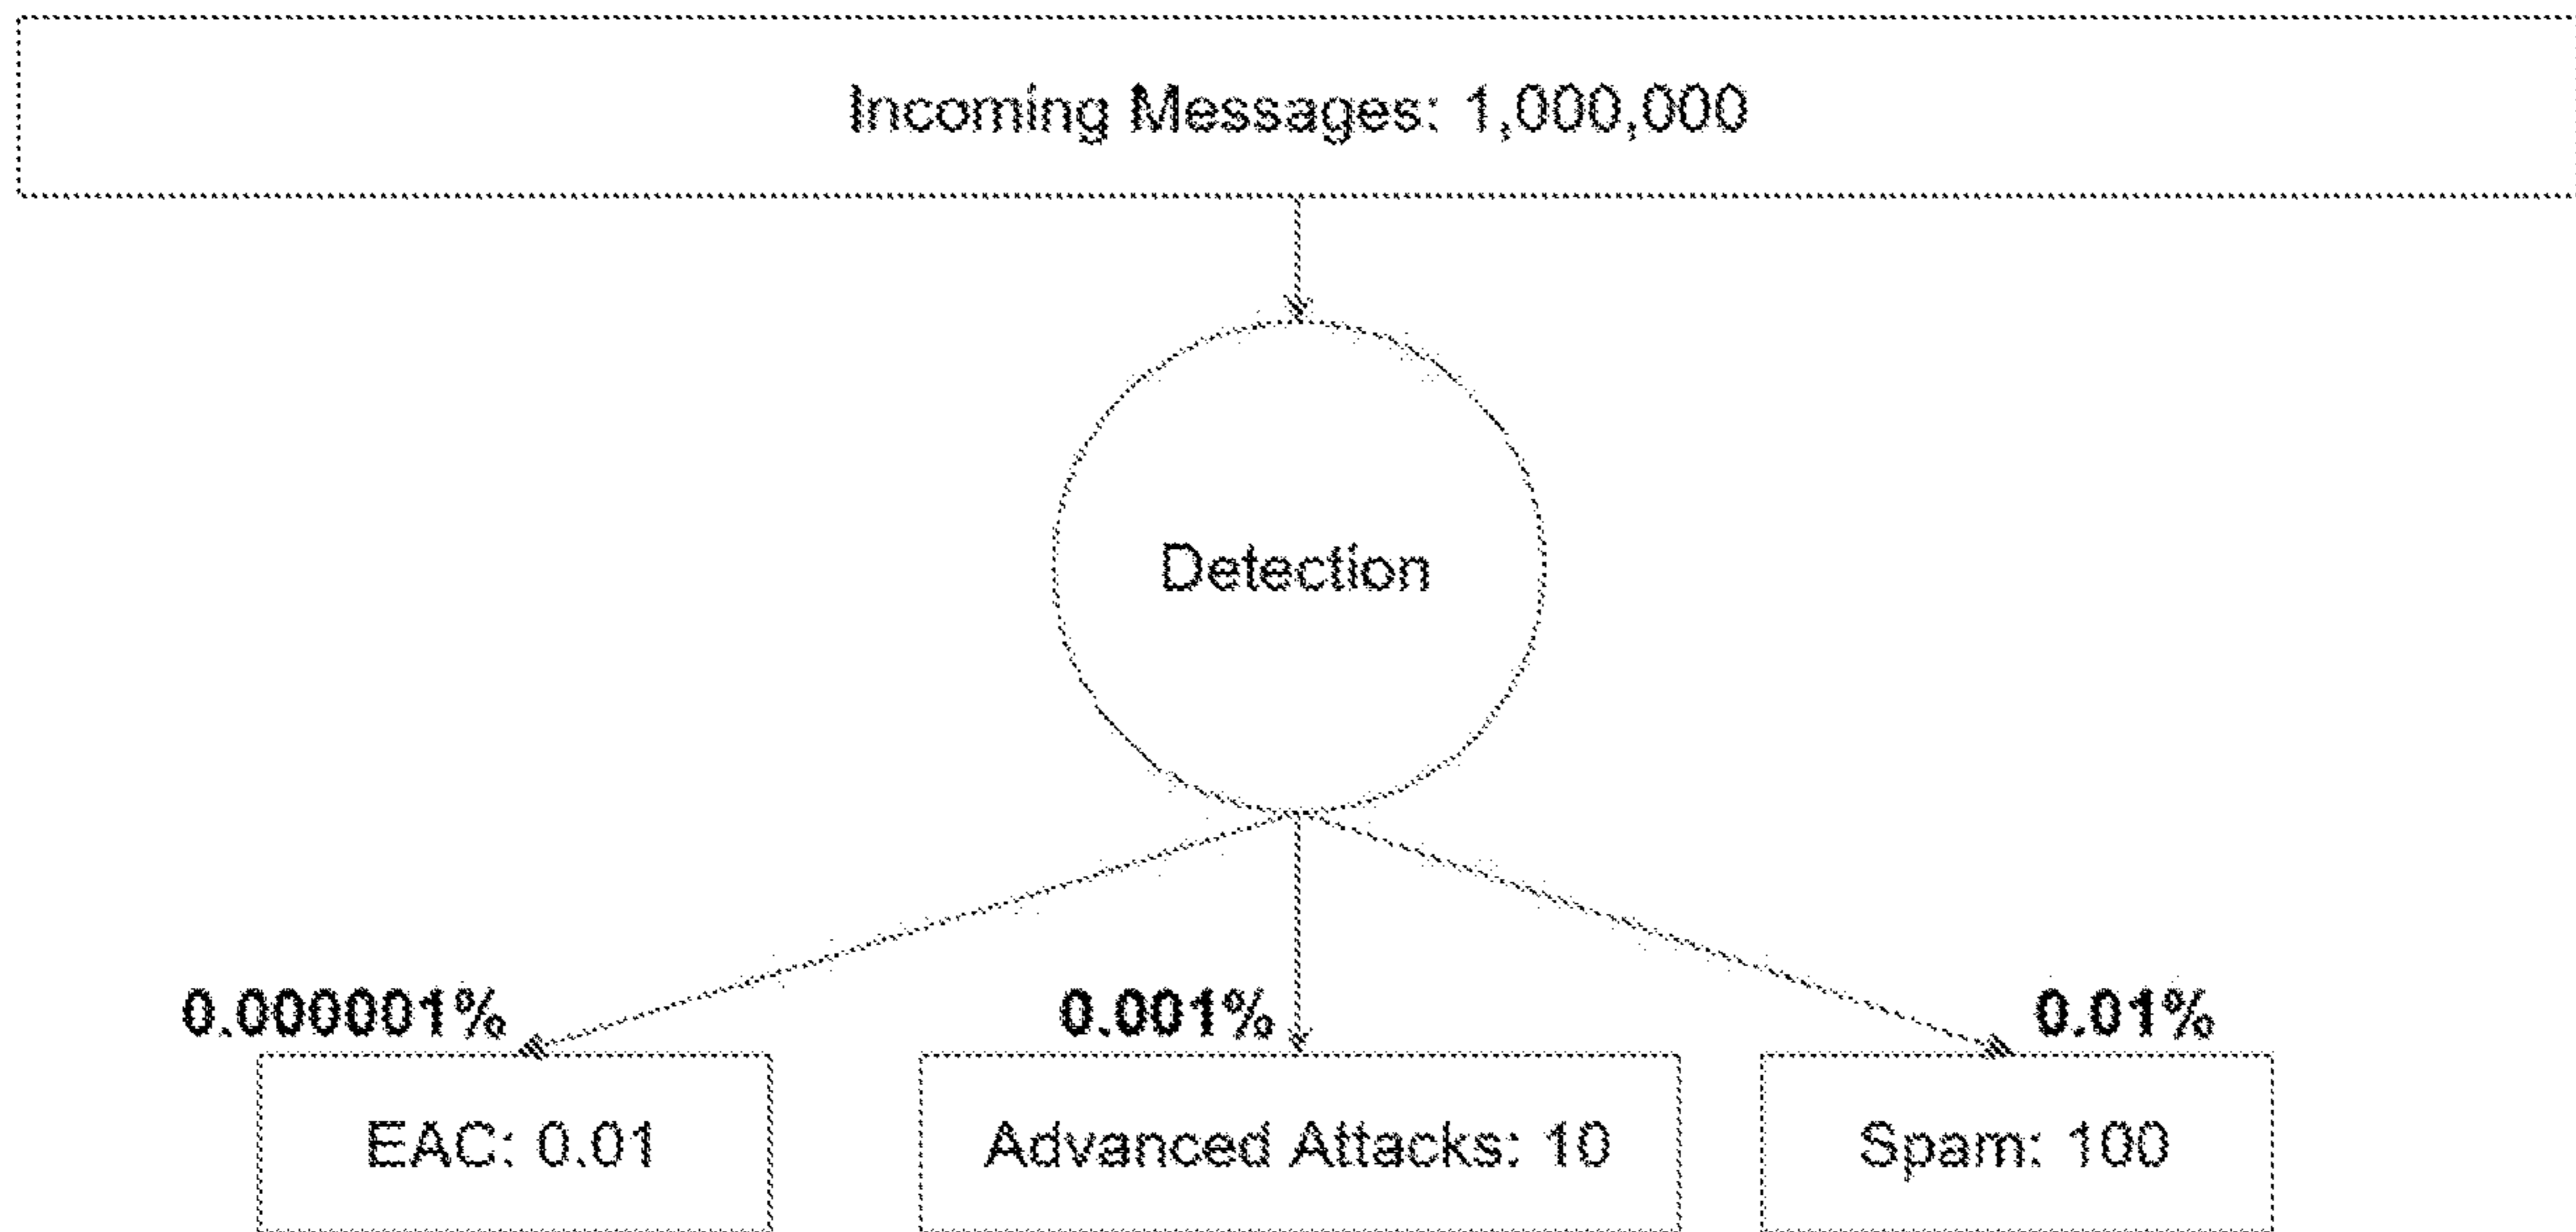 Incoming Messages: 1,000,000
Detection
0.000001%
0.001%
0.01%
EAC: 0.01
Advanced Attacks: 10
Spam: 100